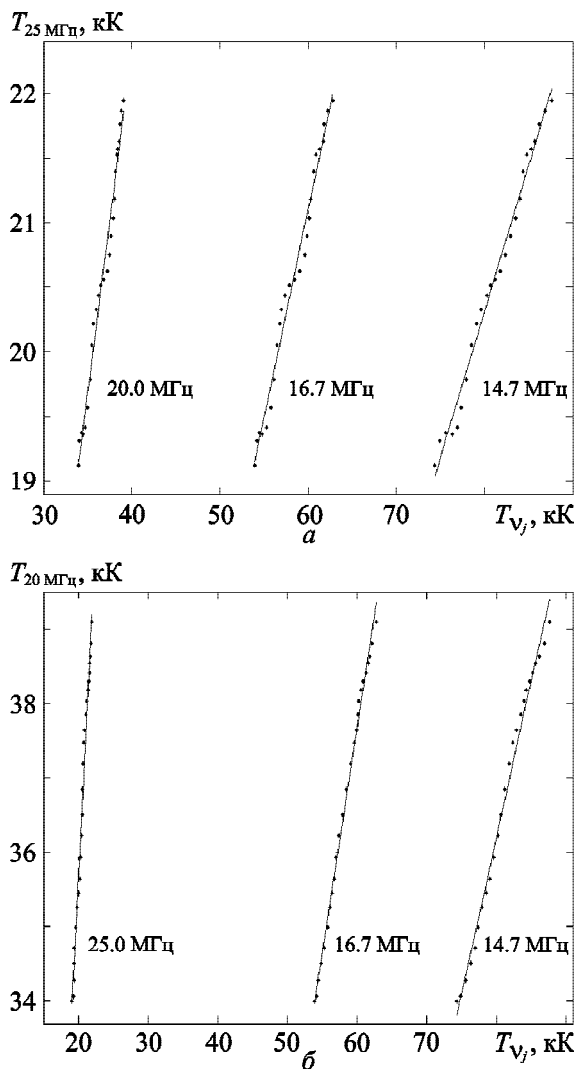 T25 МГц, кК
22
21
20
19
20.0 МГц
16.7 МГц
14.7 МГц
30 40 50 60 70 Tνj, кК
а
T20 МГц, кК
38
36
34
25.0 МГц
16.7 МГц
14.7 МГц
20 30 40 50 60 70 Tνj, кК
б